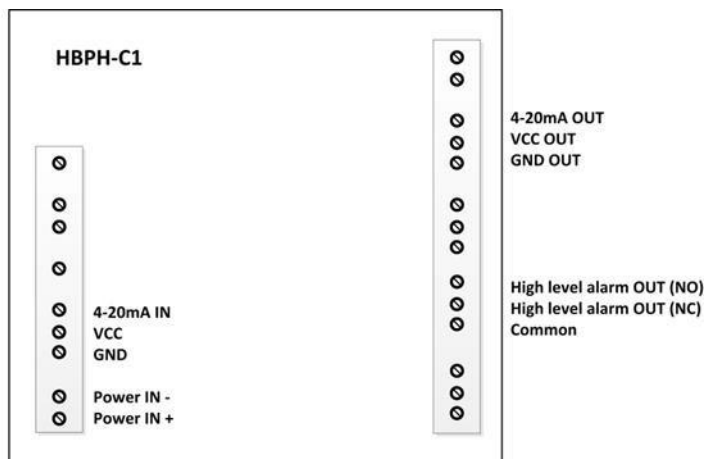 HBPH-C1
4-20mA OUT
VCC OUT
GND OUT
High level alarm OUT (NO)
High level alarm OUT (NC)
Common
4-20mA IN
VCC
GND
Power IN -
Power IN +